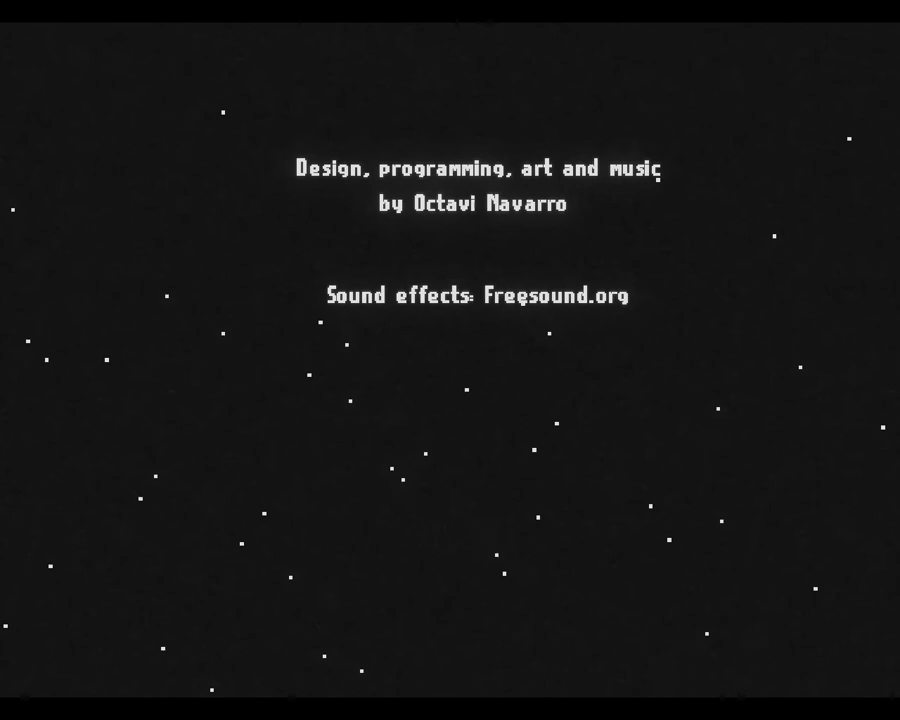 Design, programming, art and music
by Octavi Navarro
Sound effects: Freesound.org